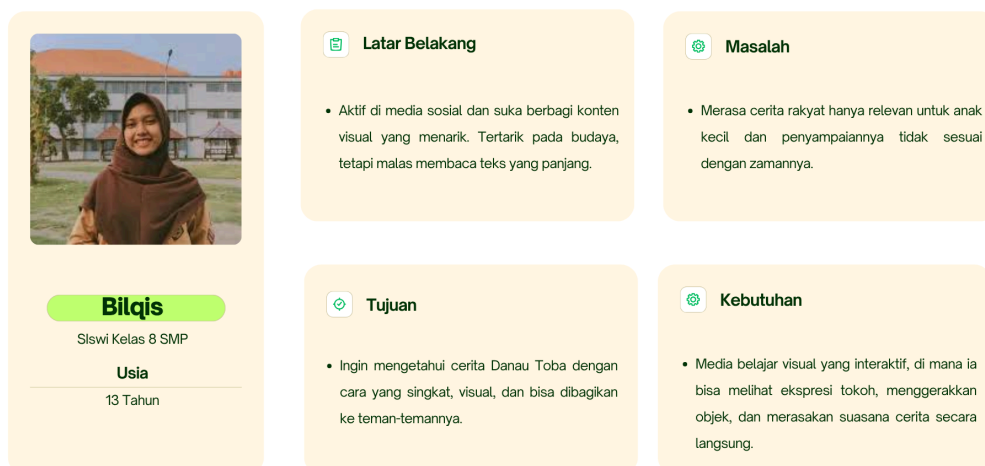 Bilqis
SIswi Kelas 8 SMP
Usia
13 Tahun
Latar Belakang
• Aktif di media sosial dan suka berbagi konten
visual yang menarik. Tertarik pada budaya,
tetapi malas membaca teks yang panjang.
Masalah
• Merasa cerita rakyat hanya relevan untuk anak
kecil dan penyampaiannya tidak sesuai
dengan zamannya.
Tujuan
• Ingin mengetahui cerita Danau Toba dengan
cara yang singkat, visual, dan bisa dibagikan
ke teman-temannya.
Kebutuhan
• Media belajar visual yang interaktif, di mana ia
bisa melihat ekspresi tokoh, menggerakkan
objek, dan merasakan suasana cerita secara
langsung.